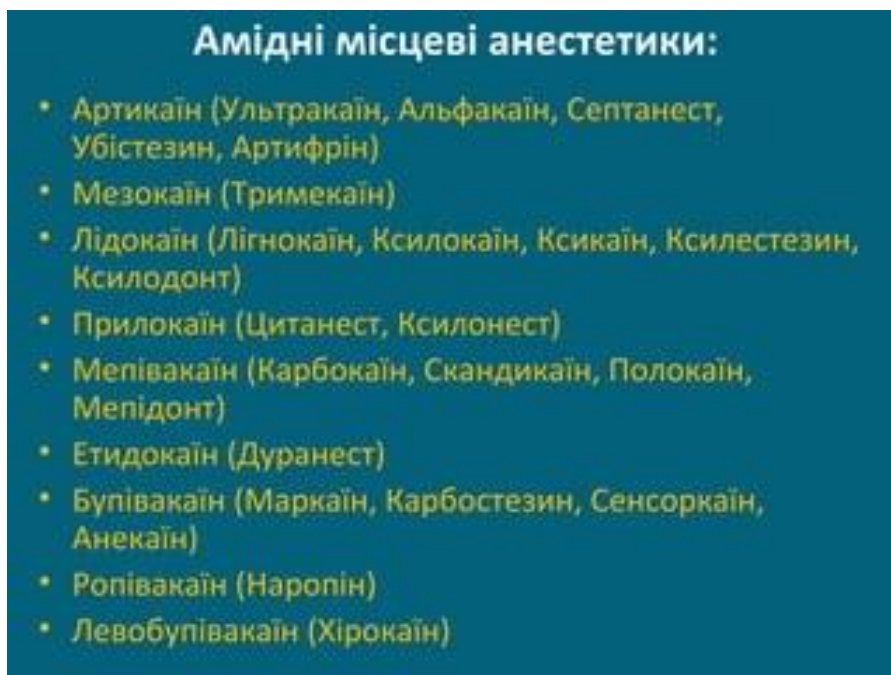 Амідні місцеві анестетики:
• Артикаїн (Ультракаїн, Альфакаїн, Септанест,
Убістезин, Артифрін)
• Мезокаїн (Тримекаїн)
• Лідокаїн (Лігнокаїн, Ксилокаїн, Ксикаїн, Ксилестезин,
Ксилодонт)
• Прилокаїн (Цитанест, Ксилонест)
• Мепівакаїн (Карбокаїн, Скандикаїн, Полокаїн,
Мепідонт)
• Етидокаїн (Дуранест)
• Бупівакаїн (Маркаїн, Карбостезин, Сенсоркаїн,
Анекаїн)
• Ропівакаїн (Наропін)
• Левобупівакаїн (Хірокаїн)